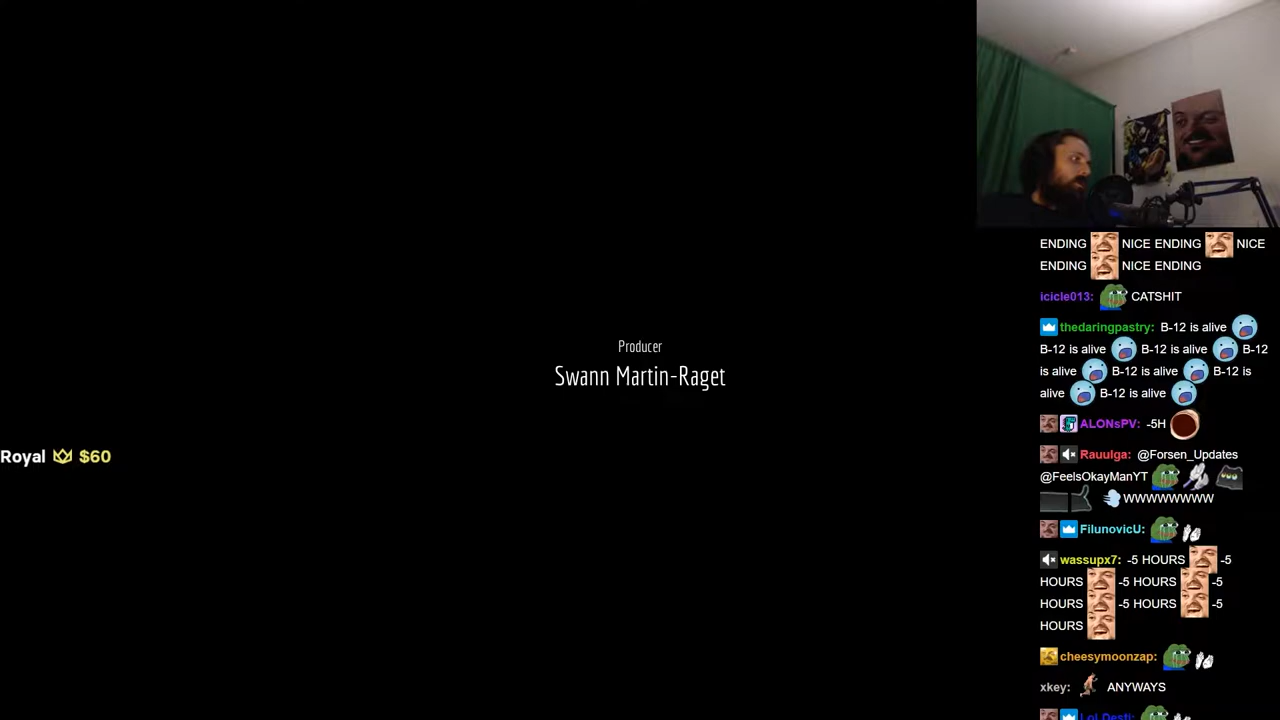 Producer
Swann Martin-Raget
Royal $60
ENDING NICE ENDING NICE
ENDING NICE ENDING
icicle013: CATSHIT
thedaringpastry: B-12 is alive
B-12 is alive B-12 is alive B-12
is alive B-12 is alive B-12 is
alive B-12 is alive
ALONsPV: -5H
Rauulga: @Forsen_Updates
@FeelsOkayManYT
WWWWWWWW
FilunovicU:
wassupx7: -5 HOURS -5
HOURS -5 HOURS -5
HOURS -5 HOURS -5
HOURS
cheesymoonzap:
xkey: ANYWAYS